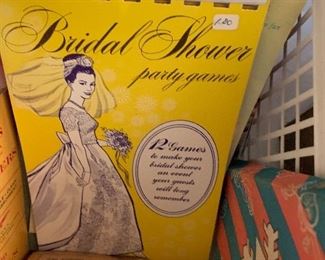 1.00
Bridal Shower
party games
12 Games
to make your
bridal shower
an event
your guests
will long
remember